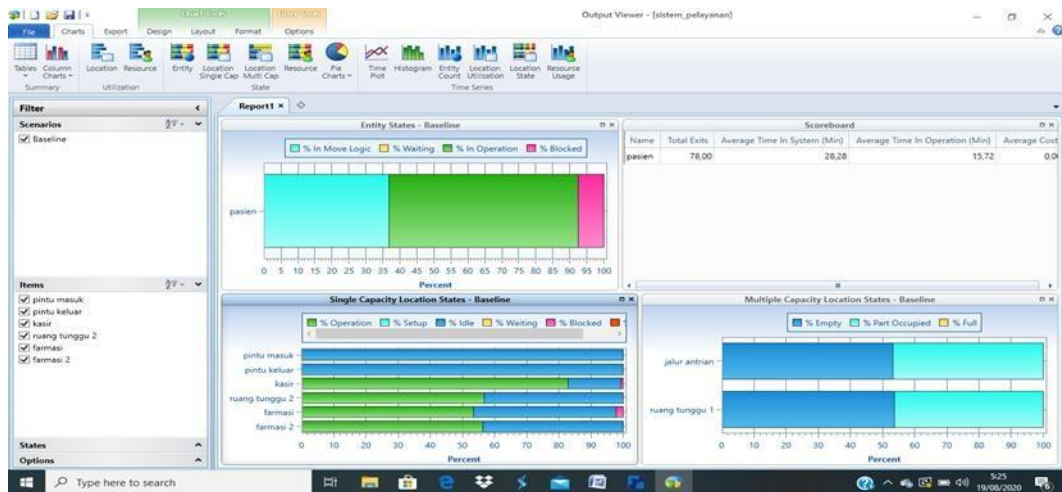 Output Viewer - [sistem_pelayanan]
Chart Tools
Filter Tools
File Charts Export Design Layout Format Options
Tables Column Charts Location Resource Entity Location Single Cap Location Multi Cap Resource Pie Charts Time Plot Histogram Entity Count Location Utilization Location State Resource Usage
Summary Utilization State Time Series
Filter
Report1
Scenarios
Baseline
Items
pintu masuk
pintu keluar
kasir
ruang tunggu 2
farmasi
farmasi 2
States
Options
Entity States - Baseline
% In Move Logic % Waiting % In Operation % Blocked
pasien
0 5 10 15 20 25 30 35 40 45 50 55 60 65 70 75 80 85 90 95 100
Percent
Scoreboard
Name Total Exits Average Time In System (Min) Average Time In Operation (Min) Average Cost
pasien 78,00 28,28 15,72 0,0
Single Capacity Location States - Baseline
% Operation % Setup % Idle % Waiting % Blocked
pintu masuk
pintu keluar
kasir
ruang tunggu 2
farmasi
farmasi 2
0 10 20 30 40 50 60 70 80 90 100
Percent
Multiple Capacity Location States - Baseline
% Empty % Part Occupied % Full
jalur antrian
ruang tunggu 1
0 10 20 30 40 50 60 70 80 90 100
Percent
Type here to search
5:25
19/08/2020